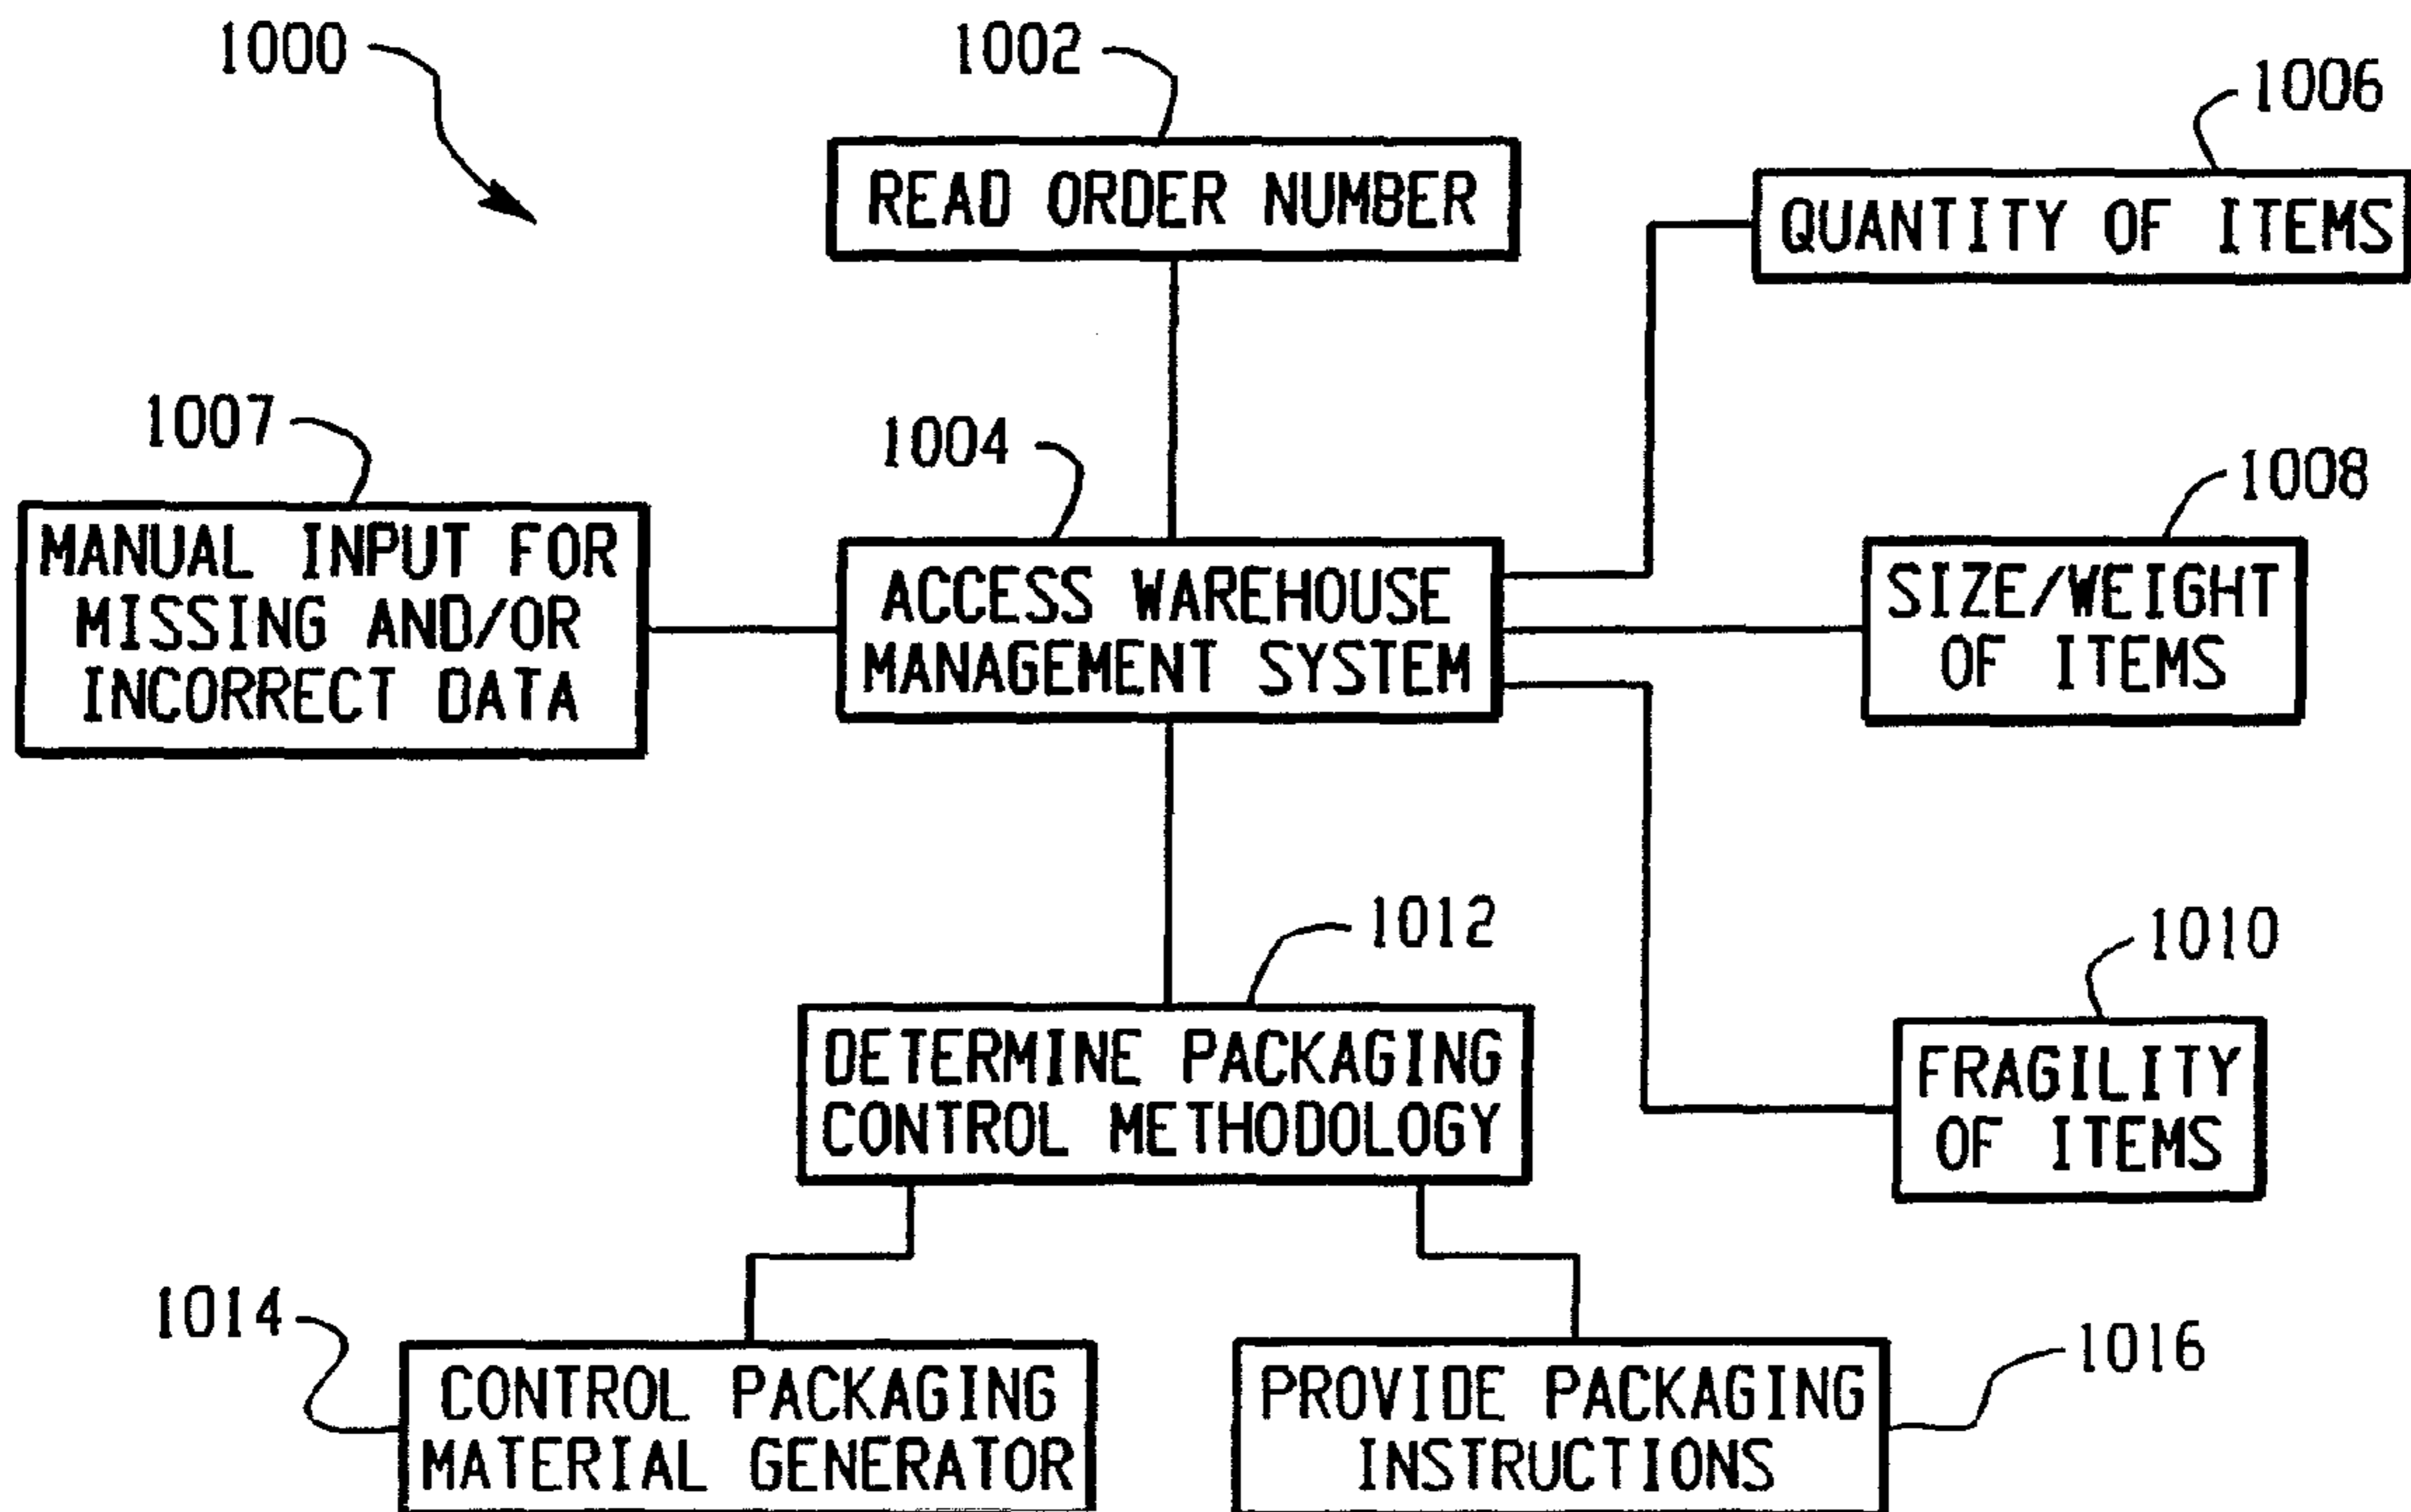 1000
1002
READ ORDER NUMBER
1006
QUANTITY OF ITEMS
1007
MANUAL INPUT FOR
MISSING AND/OR
INCORRECT DATA
1004
ACCESS WAREHOUSE
MANAGEMENT SYSTEM
1008
SIZE/WEIGHT
OF ITEMS
1012
DETERMINE PACKAGING
CONTROL METHODOLOGY
1010
FRAGILITY
OF ITEMS
1014
CONTROL PACKAGING
MATERIAL GENERATOR
1016
PROVIDE PACKAGING
INSTRUCTIONS